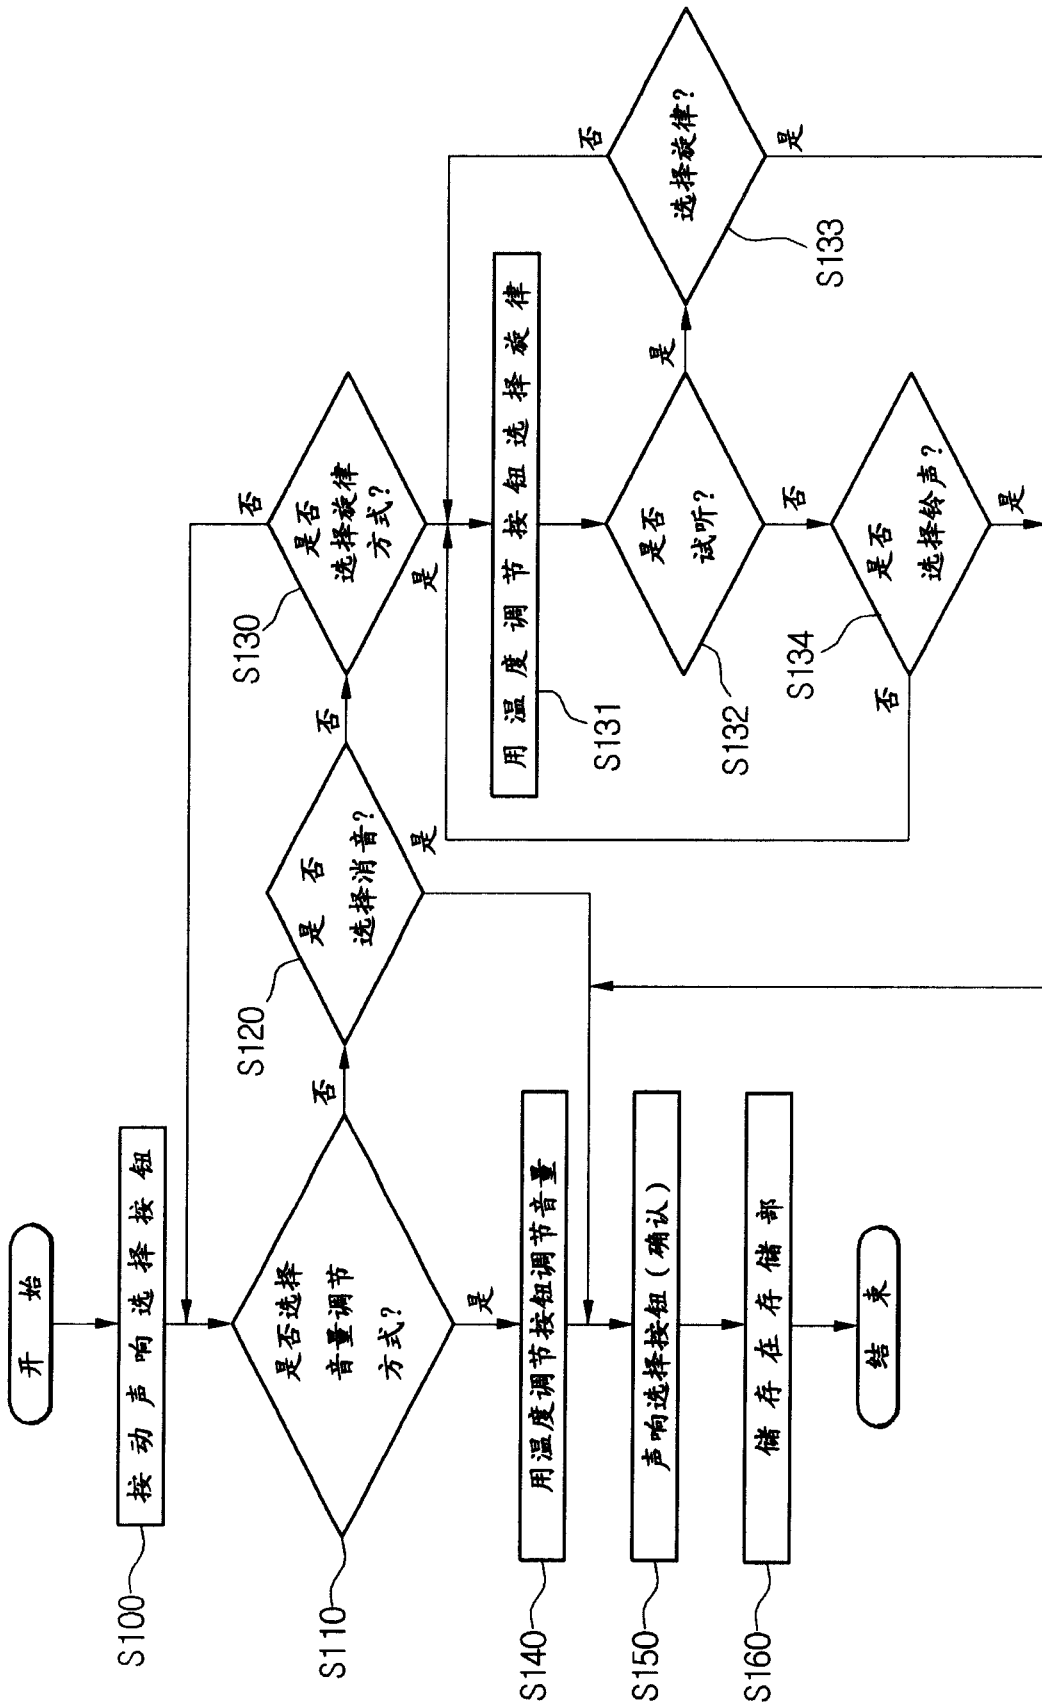 开 始
按 动 声 响 选 择 按 钮
S100
是否选择
音量调节
方式?
S110
否
是
是 否
选择消音?
S120
否
是
是否
选择旋律
方式?
S130
否
是
用 温 度 调 节 按 钮 选 择 旋 律
S131
是否
试听?
S132
是
否
选择旋律?
S133
否
是
是否
选择铃声?
S134
否
是
用温度调节按钮调节音量
S140
声响选择按钮(确认)
S150
储 存 在 存 储 部
S160
结 束